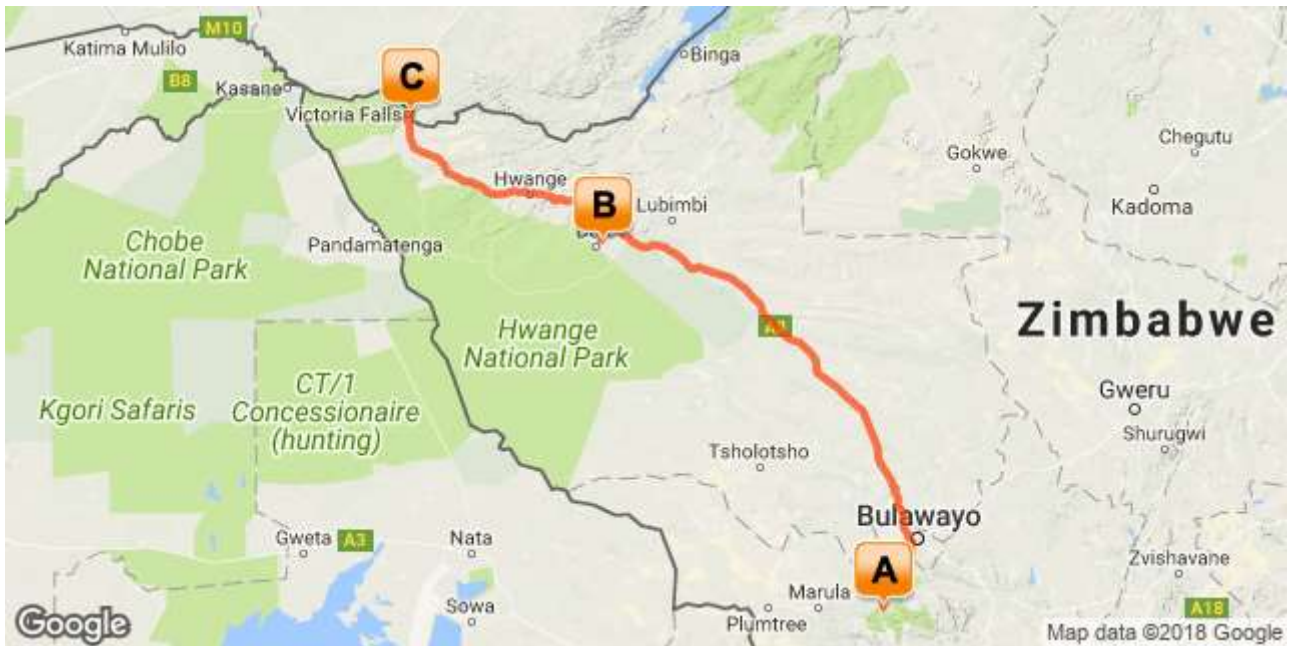 M10
Katima Mulilo
Binga
C
B8
Kasane
Victoria Falls
Chegutu
Gokwe
Hwange
B
Lubimbi
Kadoma
Pandamatenga
Chobe
National Park
Zimbabwe
Hwange
National Park
CT/1
Concessionaire
(hunting)
Kgori Safaris
Gweru
Shurugwi
Tsholotsho
Bulawayo
Gweta
A3
Nata
Zvishavane
A
Sowa
Marula
Plumtree
A18
Google
Map data ©2018 Google